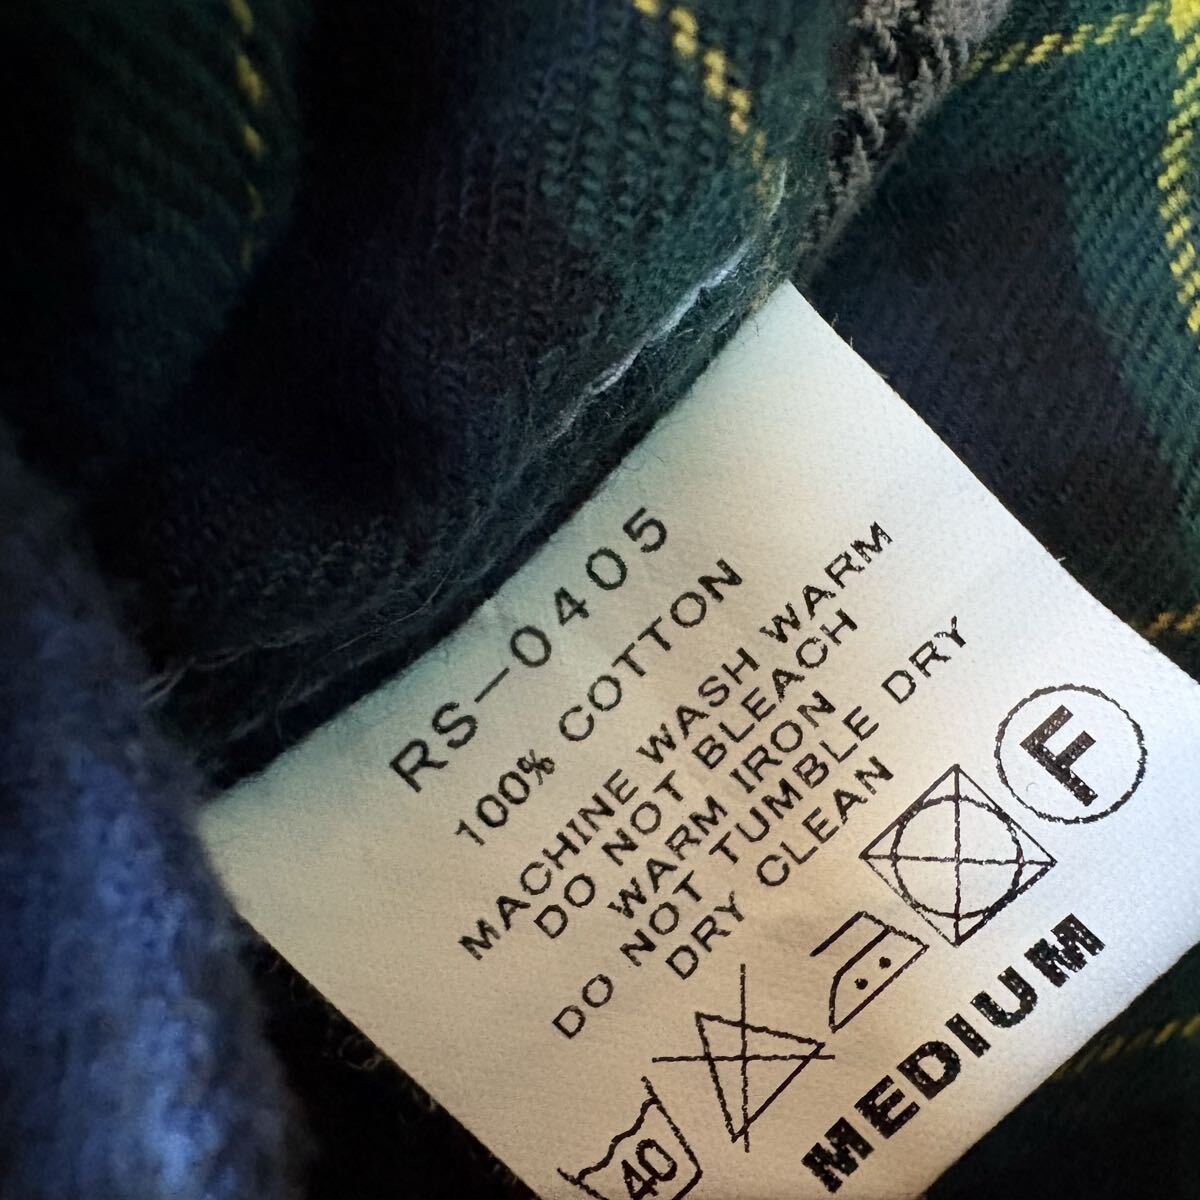 RS-0405
100% COTTON
MACHINE WASH WARM
DO NOT BLEACH
WARM IRON
DO NOT TUMBLE DRY
DRY CLEAN
40
F
MEDIUM